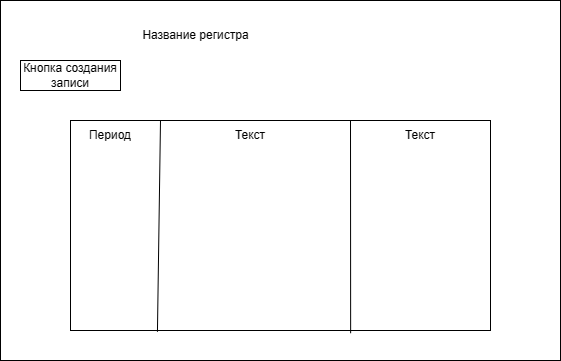 Название регистра
Кнопка создания
записи
Период Текст Текст